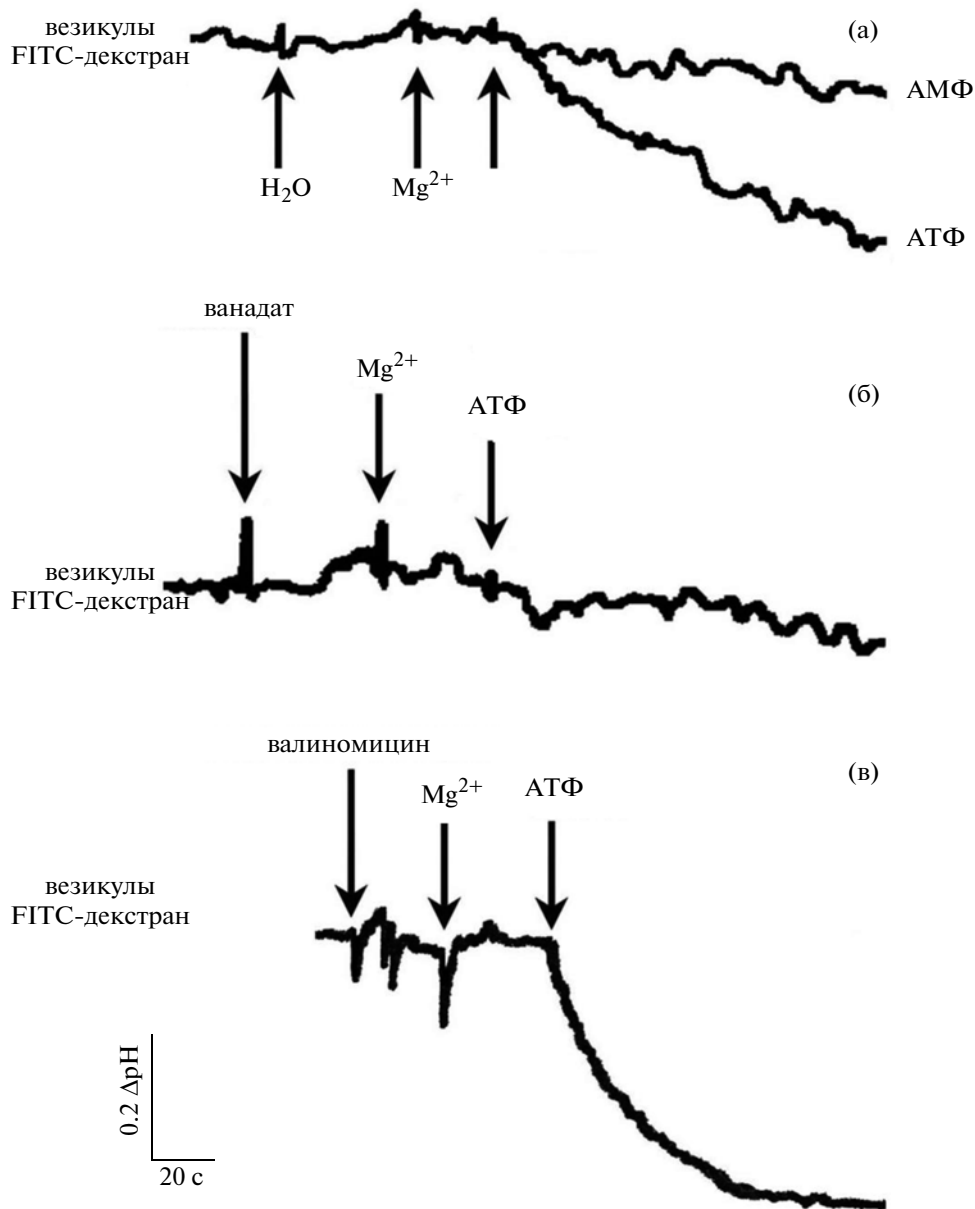 везикулы
FITC-декстран
(а)
АМФ
H₂O
Mg²⁺
АТФ
ванадат
Mg²⁺
АТФ
(б)
везикулы
FITC-декстран
валиномицин
Mg²⁺
АТФ
(в)
везикулы
FITC-декстран
0.2 ΔpH
20 с